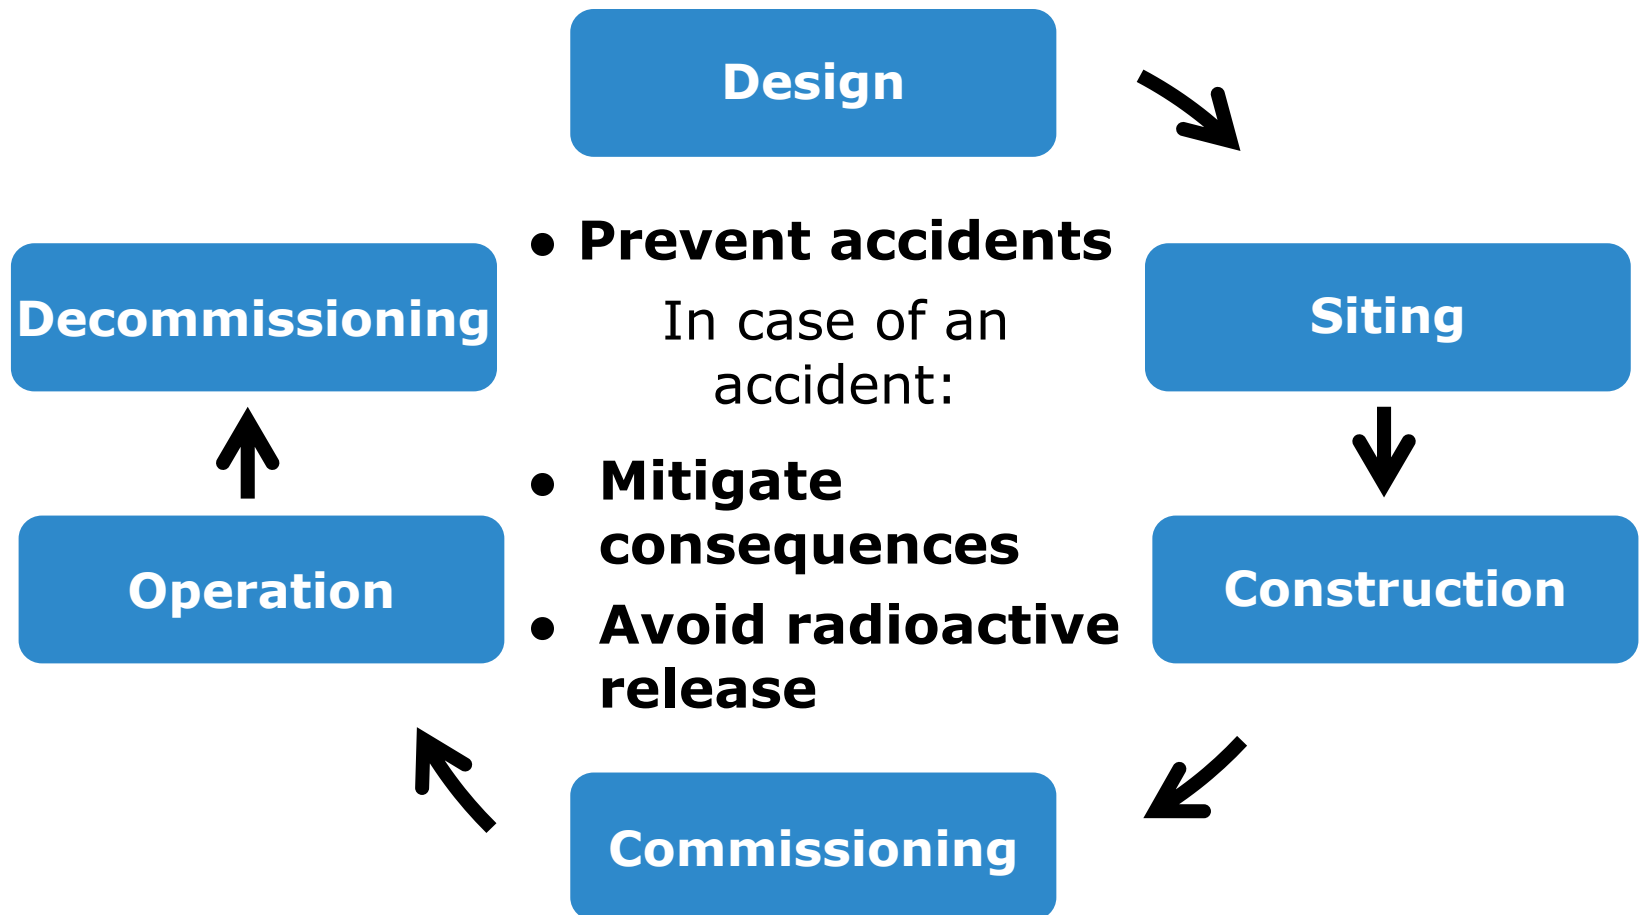 Design
● Prevent accidents
Decommissioning
In case of an
accident:
Siting
● Mitigate
consequences
Operation
Construction
● Avoid radioactive
release
Commissioning